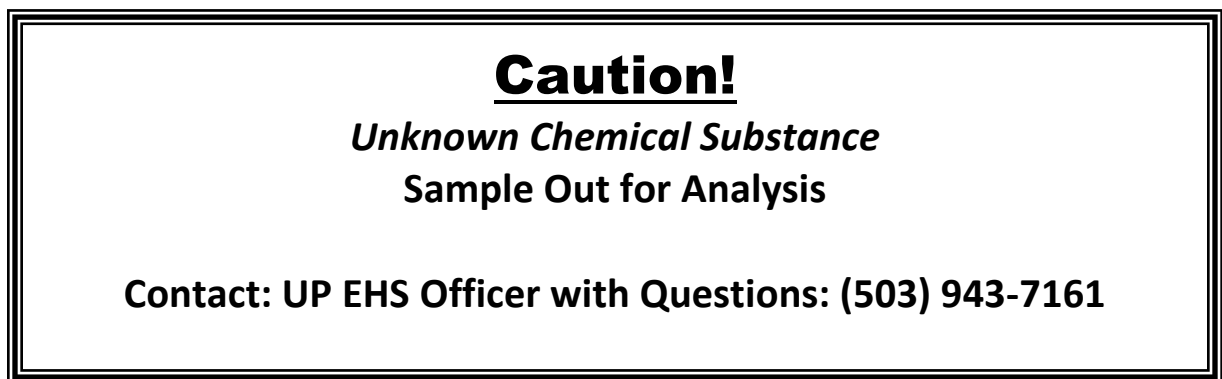 Caution!
Unknown Chemical Substance
Sample Out for Analysis
Contact: UP EHS Officer with Questions: (503) 943-7161